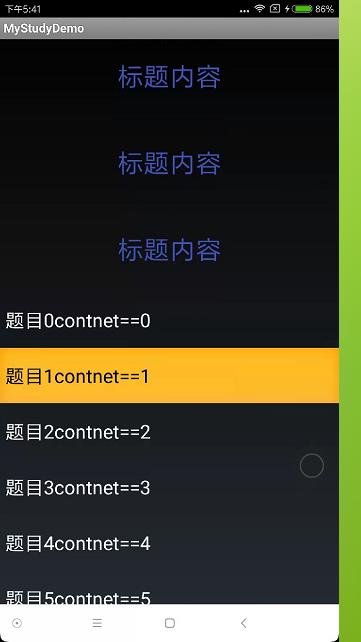 下午5:41
... 86%
MyStudyDemo
标题内容
标题内容
标题内容
题目0contnet==0
题目1contnet==1
题目2contnet==2
题目3contnet==3
题目4contnet==4
题目5contnet==5